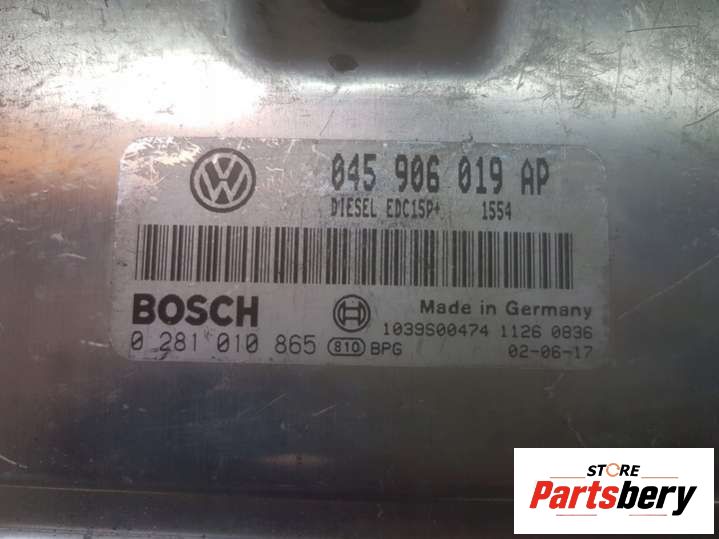 045 906 019 AP
DIESEL EDC15P+ 1554
BOSCH
Made in Germany
1039S00474 1126 0836
0 281 010 865 810 BPG
02-06-17
STORE
Partsbery